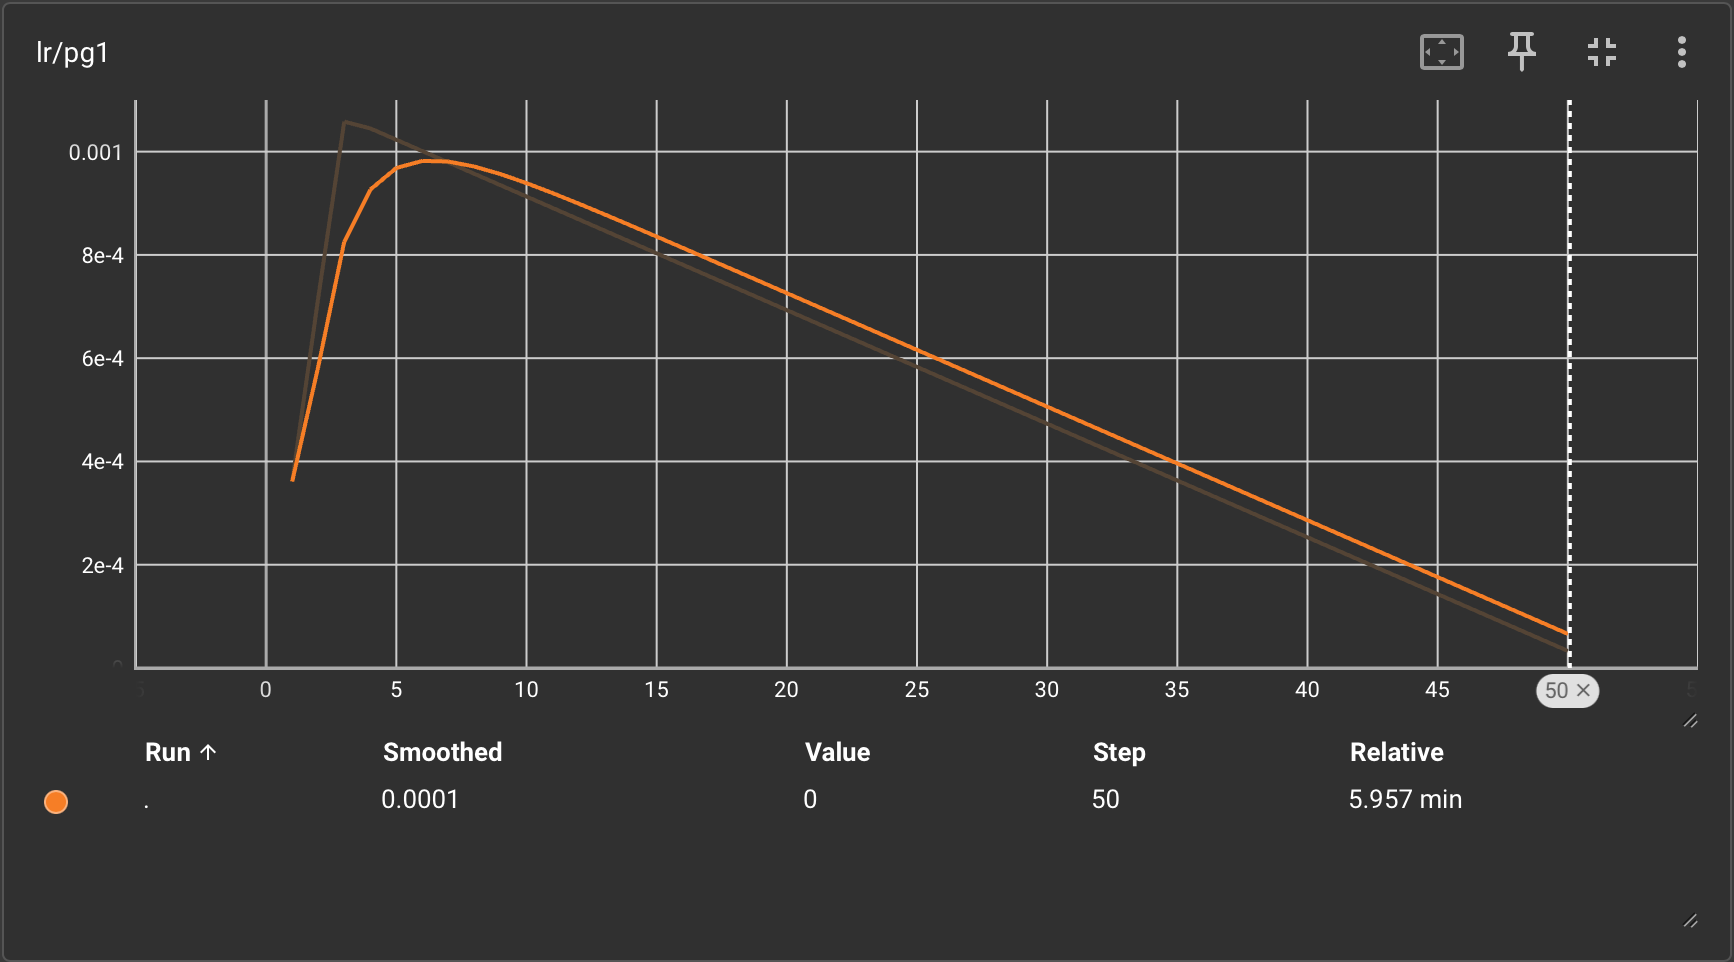 lr/pg1
0.001
8e-4
6e-4
4e-4
2e-4
0 5 10 15 20 25 30 35 40 45 50 ×
Run ↑ Smoothed Value Step Relative
. 0.0001 0 50 5.957 min